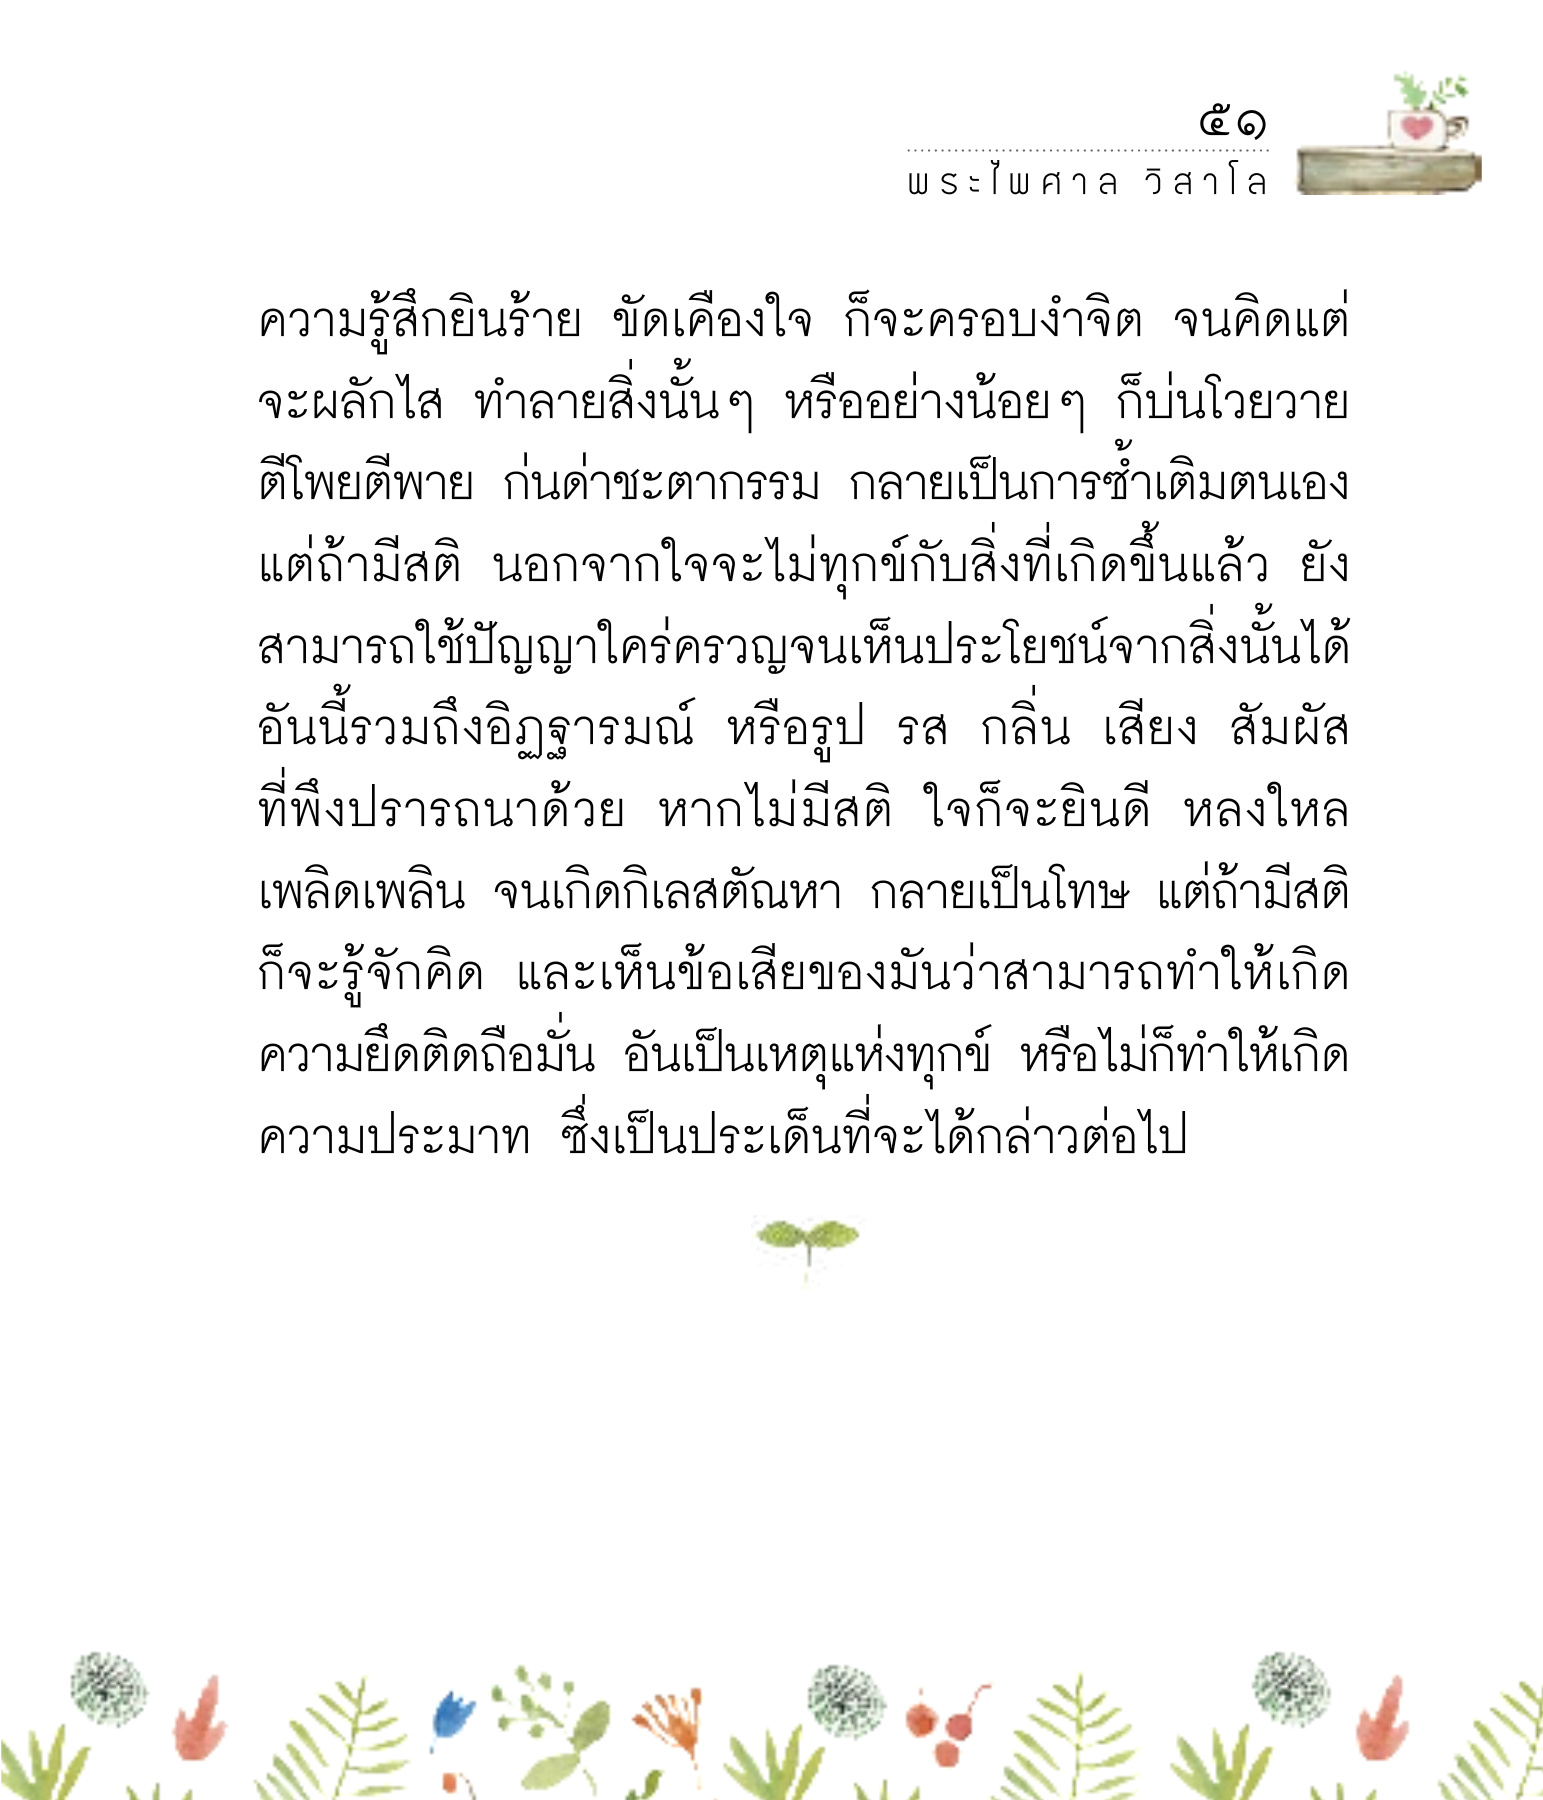 ๕๑
พระไพศาล วิสาโล
ความรู้สึกยินร้าย ขัดเคืองใจ ก็จะครอบงำจิต จนคิดแต่
จะผลักไส ทำลายสิ่งนั้นๆ หรืออย่างน้อยๆ ก็บ่นโวยวาย
ตีโพยตีพาย ก่นด่าชะตากรรม กลายเป็นการซ้ำเติมตนเอง
แต่ถ้ามีสติ นอกจากใจจะไม่ทุกข์กับสิ่งที่เกิดขึ้นแล้ว ยัง
สามารถใช้ปัญญาใคร่ครวญจนเห็นประโยชน์จากสิ่งนั้นได้
อันนี้รวมถึงอิฏฐารมณ์ หรือรูป รส กลิ่น เสียง สัมผัส
ที่พึงปรารถนาด้วย หากไม่มีสติ ใจก็จะยินดี หลงใหล
เพลิดเพลิน จนเกิดกิเลสตัณหา กลายเป็นโทษ แต่ถ้ามีสติ
ก็จะรู้จักคิด และเห็นข้อเสียของมันว่าสามารถทำให้เกิด
ความยึดติดถือมั่น อันเป็นเหตุแห่งทุกข์ หรือไม่ก็ทำให้เกิด
ความประมาท ซึ่งเป็นประเด็นที่จะได้กล่าวต่อไป